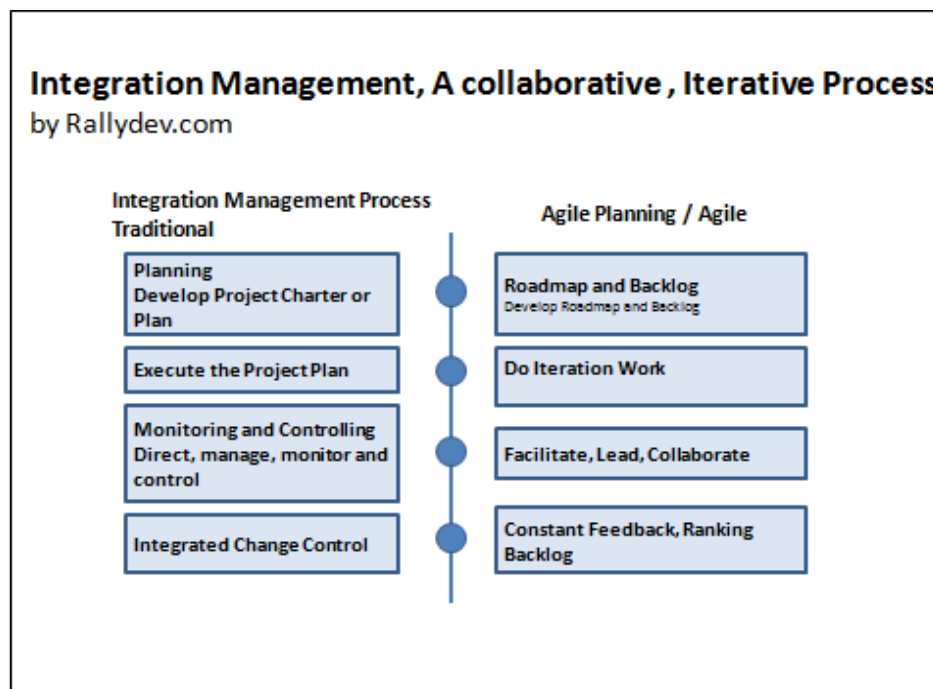 Integration Management, A collaborative , Iterative Process
by Rallydev.com
Integration Management Process
Traditional
Agile Planning / Agile
Planning
Develop Project Charter or
Plan
Roadmap and Backlog
Develop Roadmap and Backlog
Execute the Project Plan
Do Iteration Work
Monitoring and Controlling
Direct, manage, monitor and
control
Facilitate, Lead, Collaborate
Integrated Change Control
Constant Feedback, Ranking
Backlog